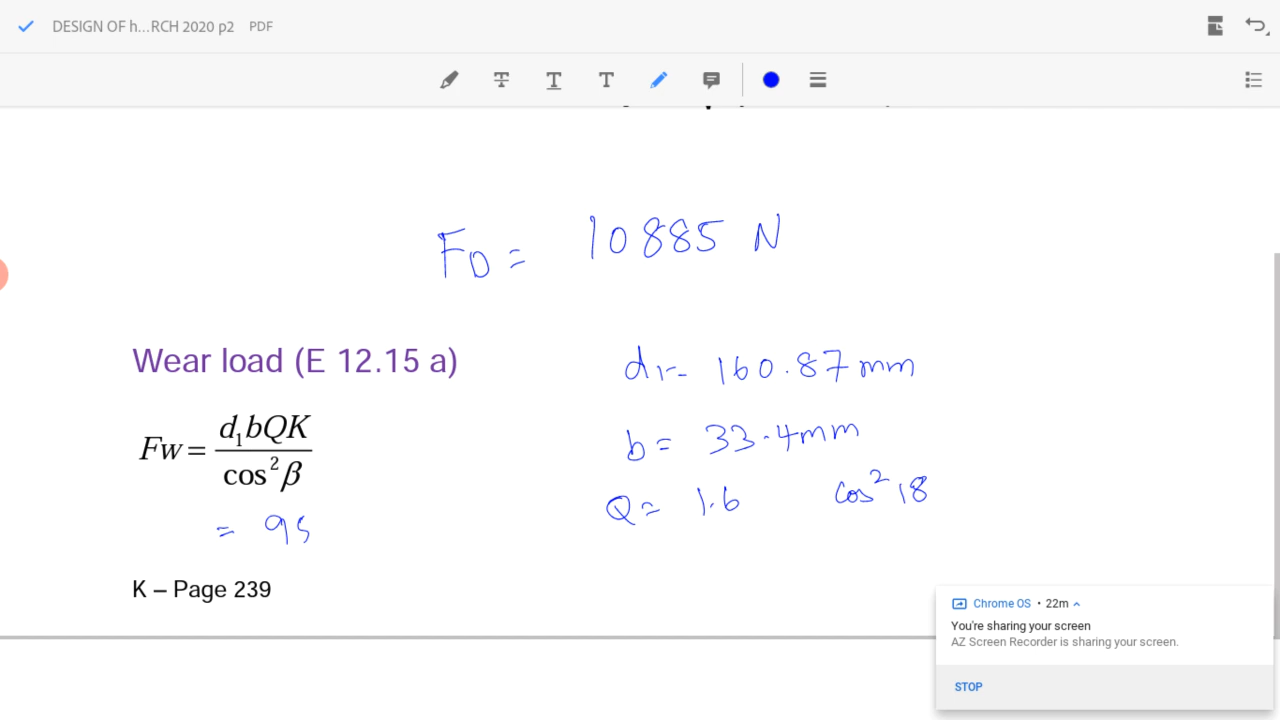 DESIGN OF h...RCH 2020 p2 PDF
T T T
F_D = 10885 N
Wear load (E 12.15 a)
d1 = 160.87 mm
Fw = d₁bQK / cos²β
b = 33.4mm
Q = 1.6 cos² 18
= 95
K – Page 239
Chrome OS • 22m
You're sharing your screen
AZ Screen Recorder is sharing your screen.
STOP